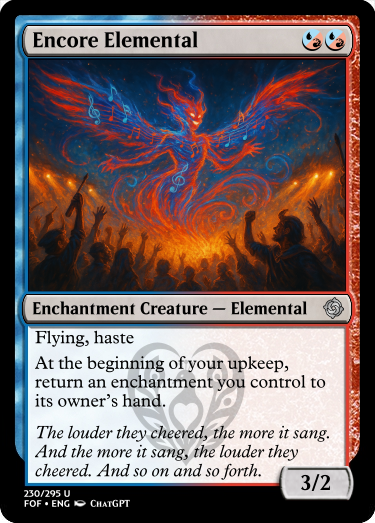 Encore Elemental
Enchantment Creature — Elemental
Flying, haste
At the beginning of your upkeep,
return an enchantment you control to
its owner's hand.
The louder they cheered, the more it sang.
And the more it sang, the louder they
cheered. And so on and so forth.
3/2
230/295 U
FOF • ENG ChatGPT